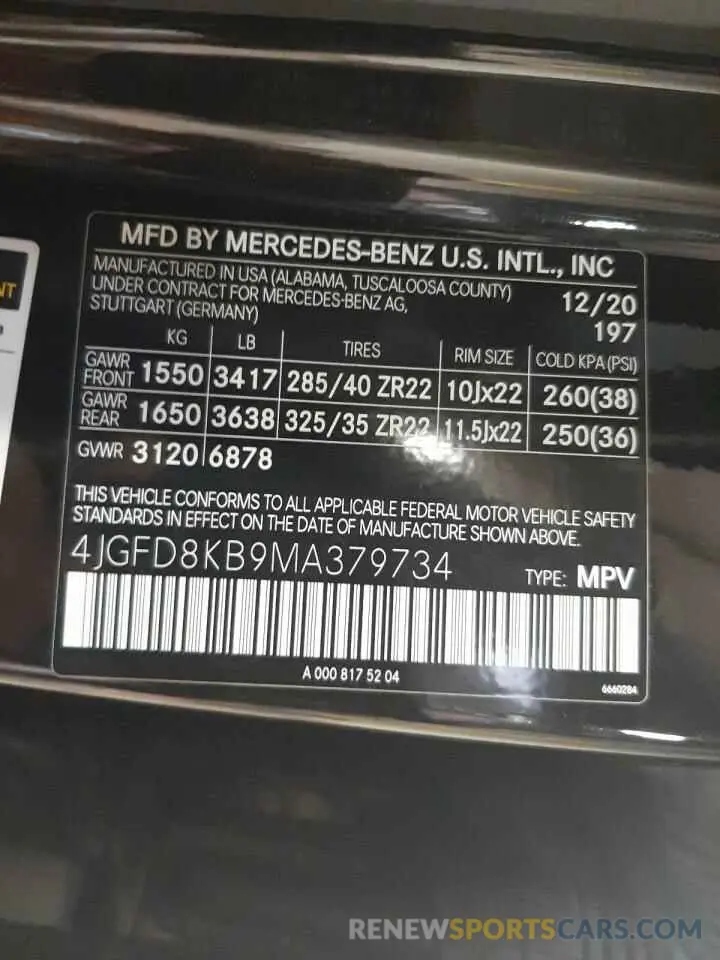 MFD BY MERCEDES-BENZ U.S. INTL., INC
MANUFACTURED IN USA (ALABAMA, TUSCALOOSA COUNTY)
UNDER CONTRACT FOR MERCEDES-BENZ AG,
STUTTGART (GERMANY)
12/20
197
KG LB TIRES RIM SIZE COLD KPA (PSI)
GAWR FRONT 1550 3417 285/40 ZR22 10Jx22 260(38)
GAWR REAR 1650 3638 325/35 ZR22 11.5Jx22 250(36)
GVWR 3120 6878
THIS VEHICLE CONFORMS TO ALL APPLICABLE FEDERAL MOTOR VEHICLE SAFETY
STANDARDS IN EFFECT ON THE DATE OF MANUFACTURE SHOWN ABOVE.
4JGFD8KB9MA379734 TYPE: MPV
A 000 817 52 04
6660284
RENEWSPORTSCARS.COM